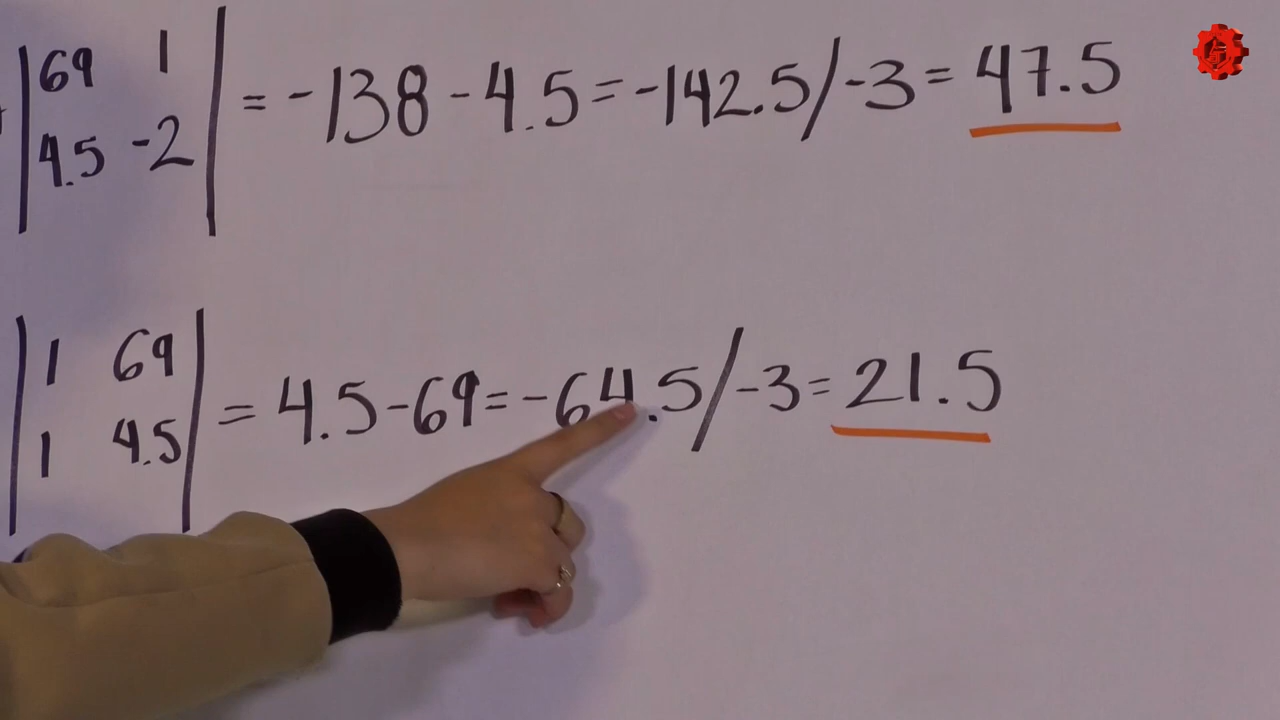 | 69 1 |
| 4.5 -2 | = -138 - 4.5 = -142.5 / -3 = 47.5
| 1 69 |
| 1 4.5 | = 4.5 - 69 = -64.5 / -3 = 21.5